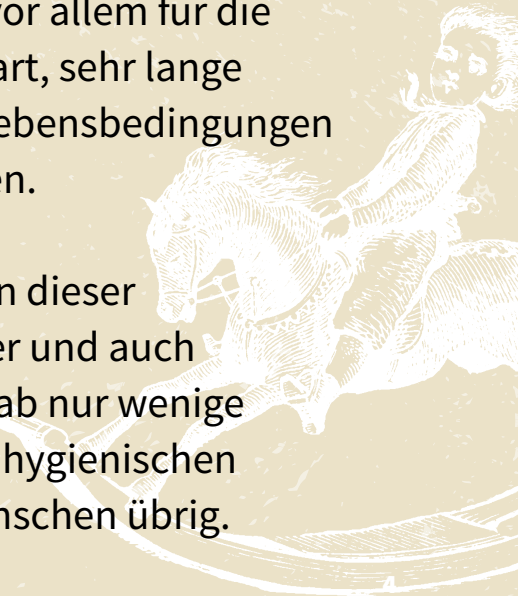 vor allem für die
art, sehr lange
ebensbedingungen
en.
n dieser
er und auch
ab nur wenige
hygienischen
nschen übrig.